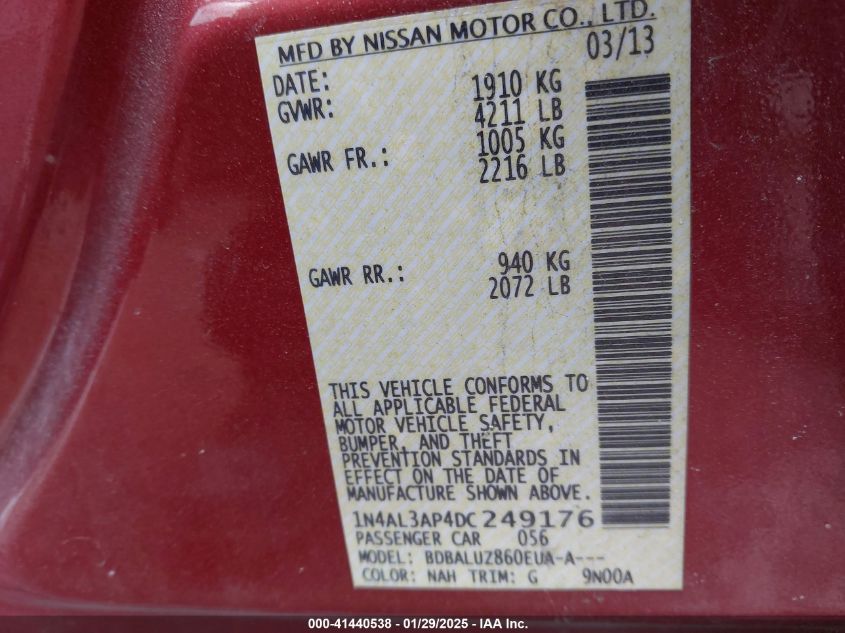 MFD BY NISSAN MOTOR CO., LTD.
DATE: 03/13
GVWR: 1910 KG
4211 LB
GAWR FR.: 1005 KG
2216 LB
GAWR RR.: 940 KG
2072 LB
THIS VEHICLE CONFORMS TO
ALL APPLICABLE FEDERAL
MOTOR VEHICLE SAFETY,
BUMPER, AND THEFT
PREVENTION STANDARDS IN
EFFECT ON THE DATE OF
MANUFACTURE SHOWN ABOVE.
1N4AL3AP4DC249176
PASSENGER CAR 056
MODEL: BDBALUZ860EUA-A---
COLOR: NAH TRIM: G 9N00A
000-41440538 - 01/29/2025 - IAA Inc.